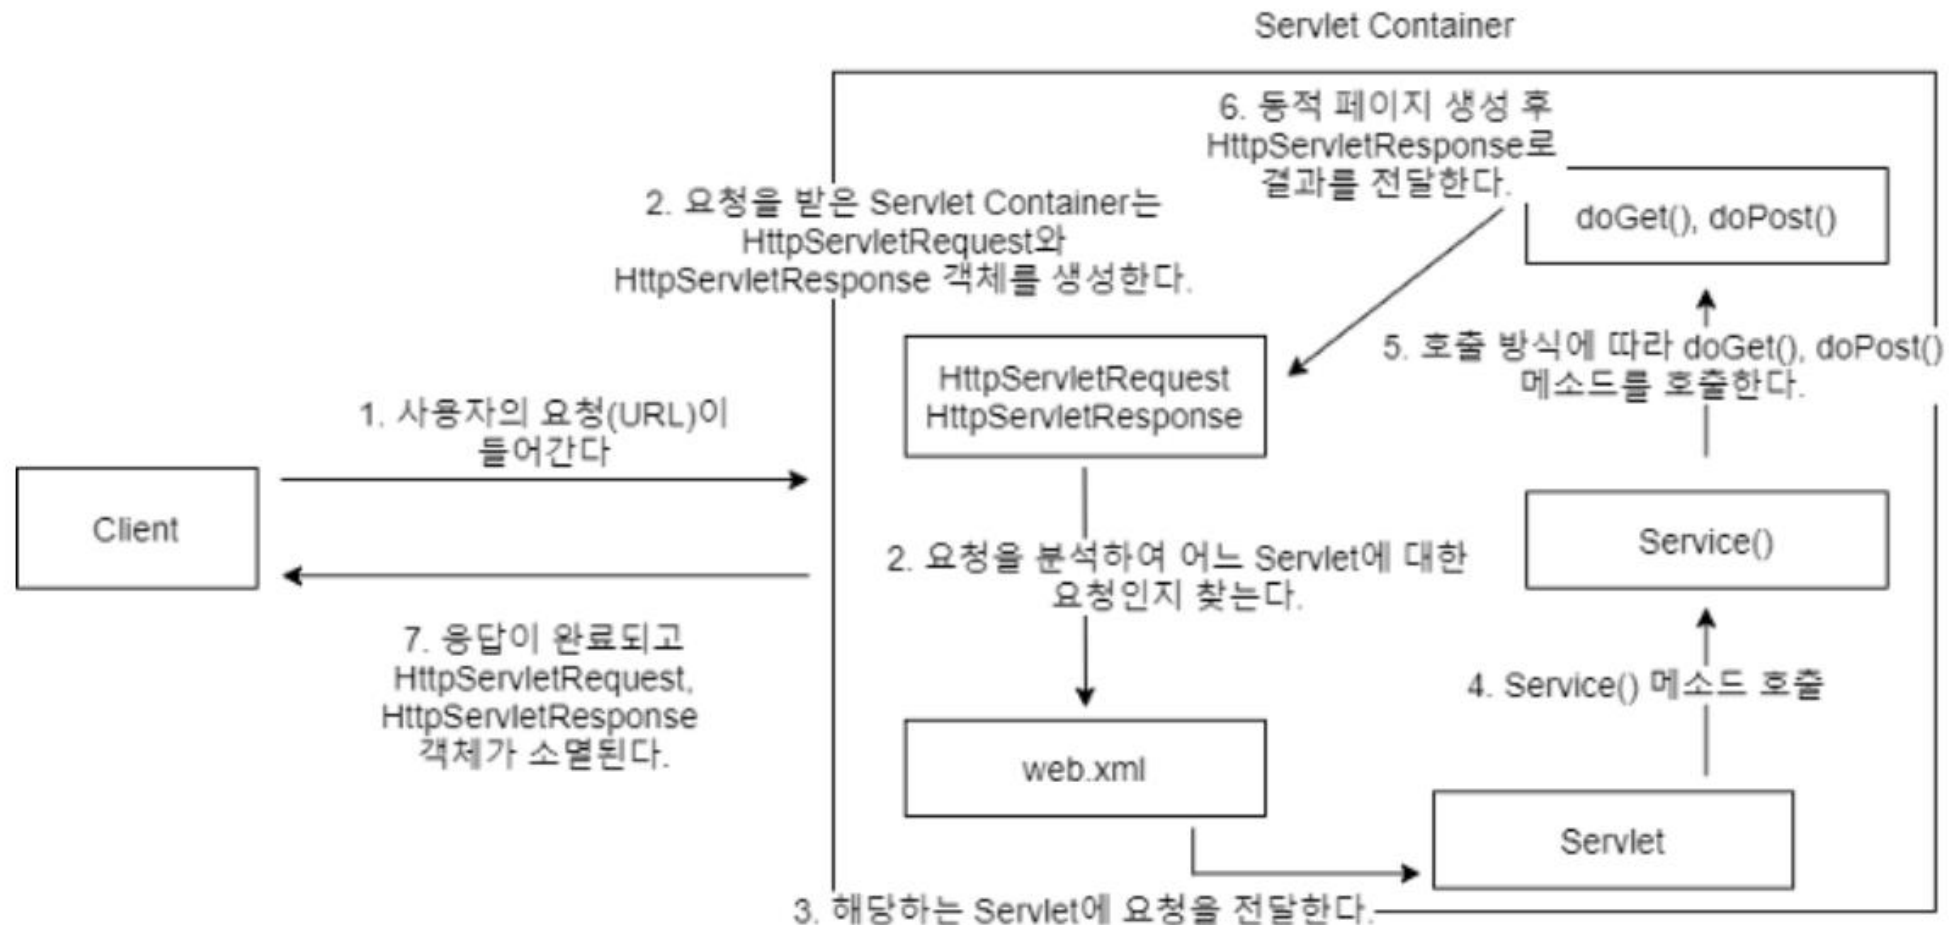 Servlet Container
6. 동적 페이지 생성 후
HttpServletResponse로
결과를 전달한다.
doGet(), doPost()
2. 요청을 받은 Servlet Container는
HttpServletRequest와
HttpServletResponse 객체를 생성한다.
5. 호출 방식에 따라 doGet(), doPost()
메소드를 호출한다.
HttpServletRequest
HttpServletResponse
1. 사용자의 요청(URL)이
들어간다
Client
Service()
2. 요청을 분석하여 어느 Servlet에 대한
요청인지 찾는다.
7. 응답이 완료되고
HttpServletRequest,
HttpServletResponse
객체가 소멸된다.
4. Service() 메소드 호출
web.xml
Servlet
3. 해당하는 Servlet에 요청을 전달한다.